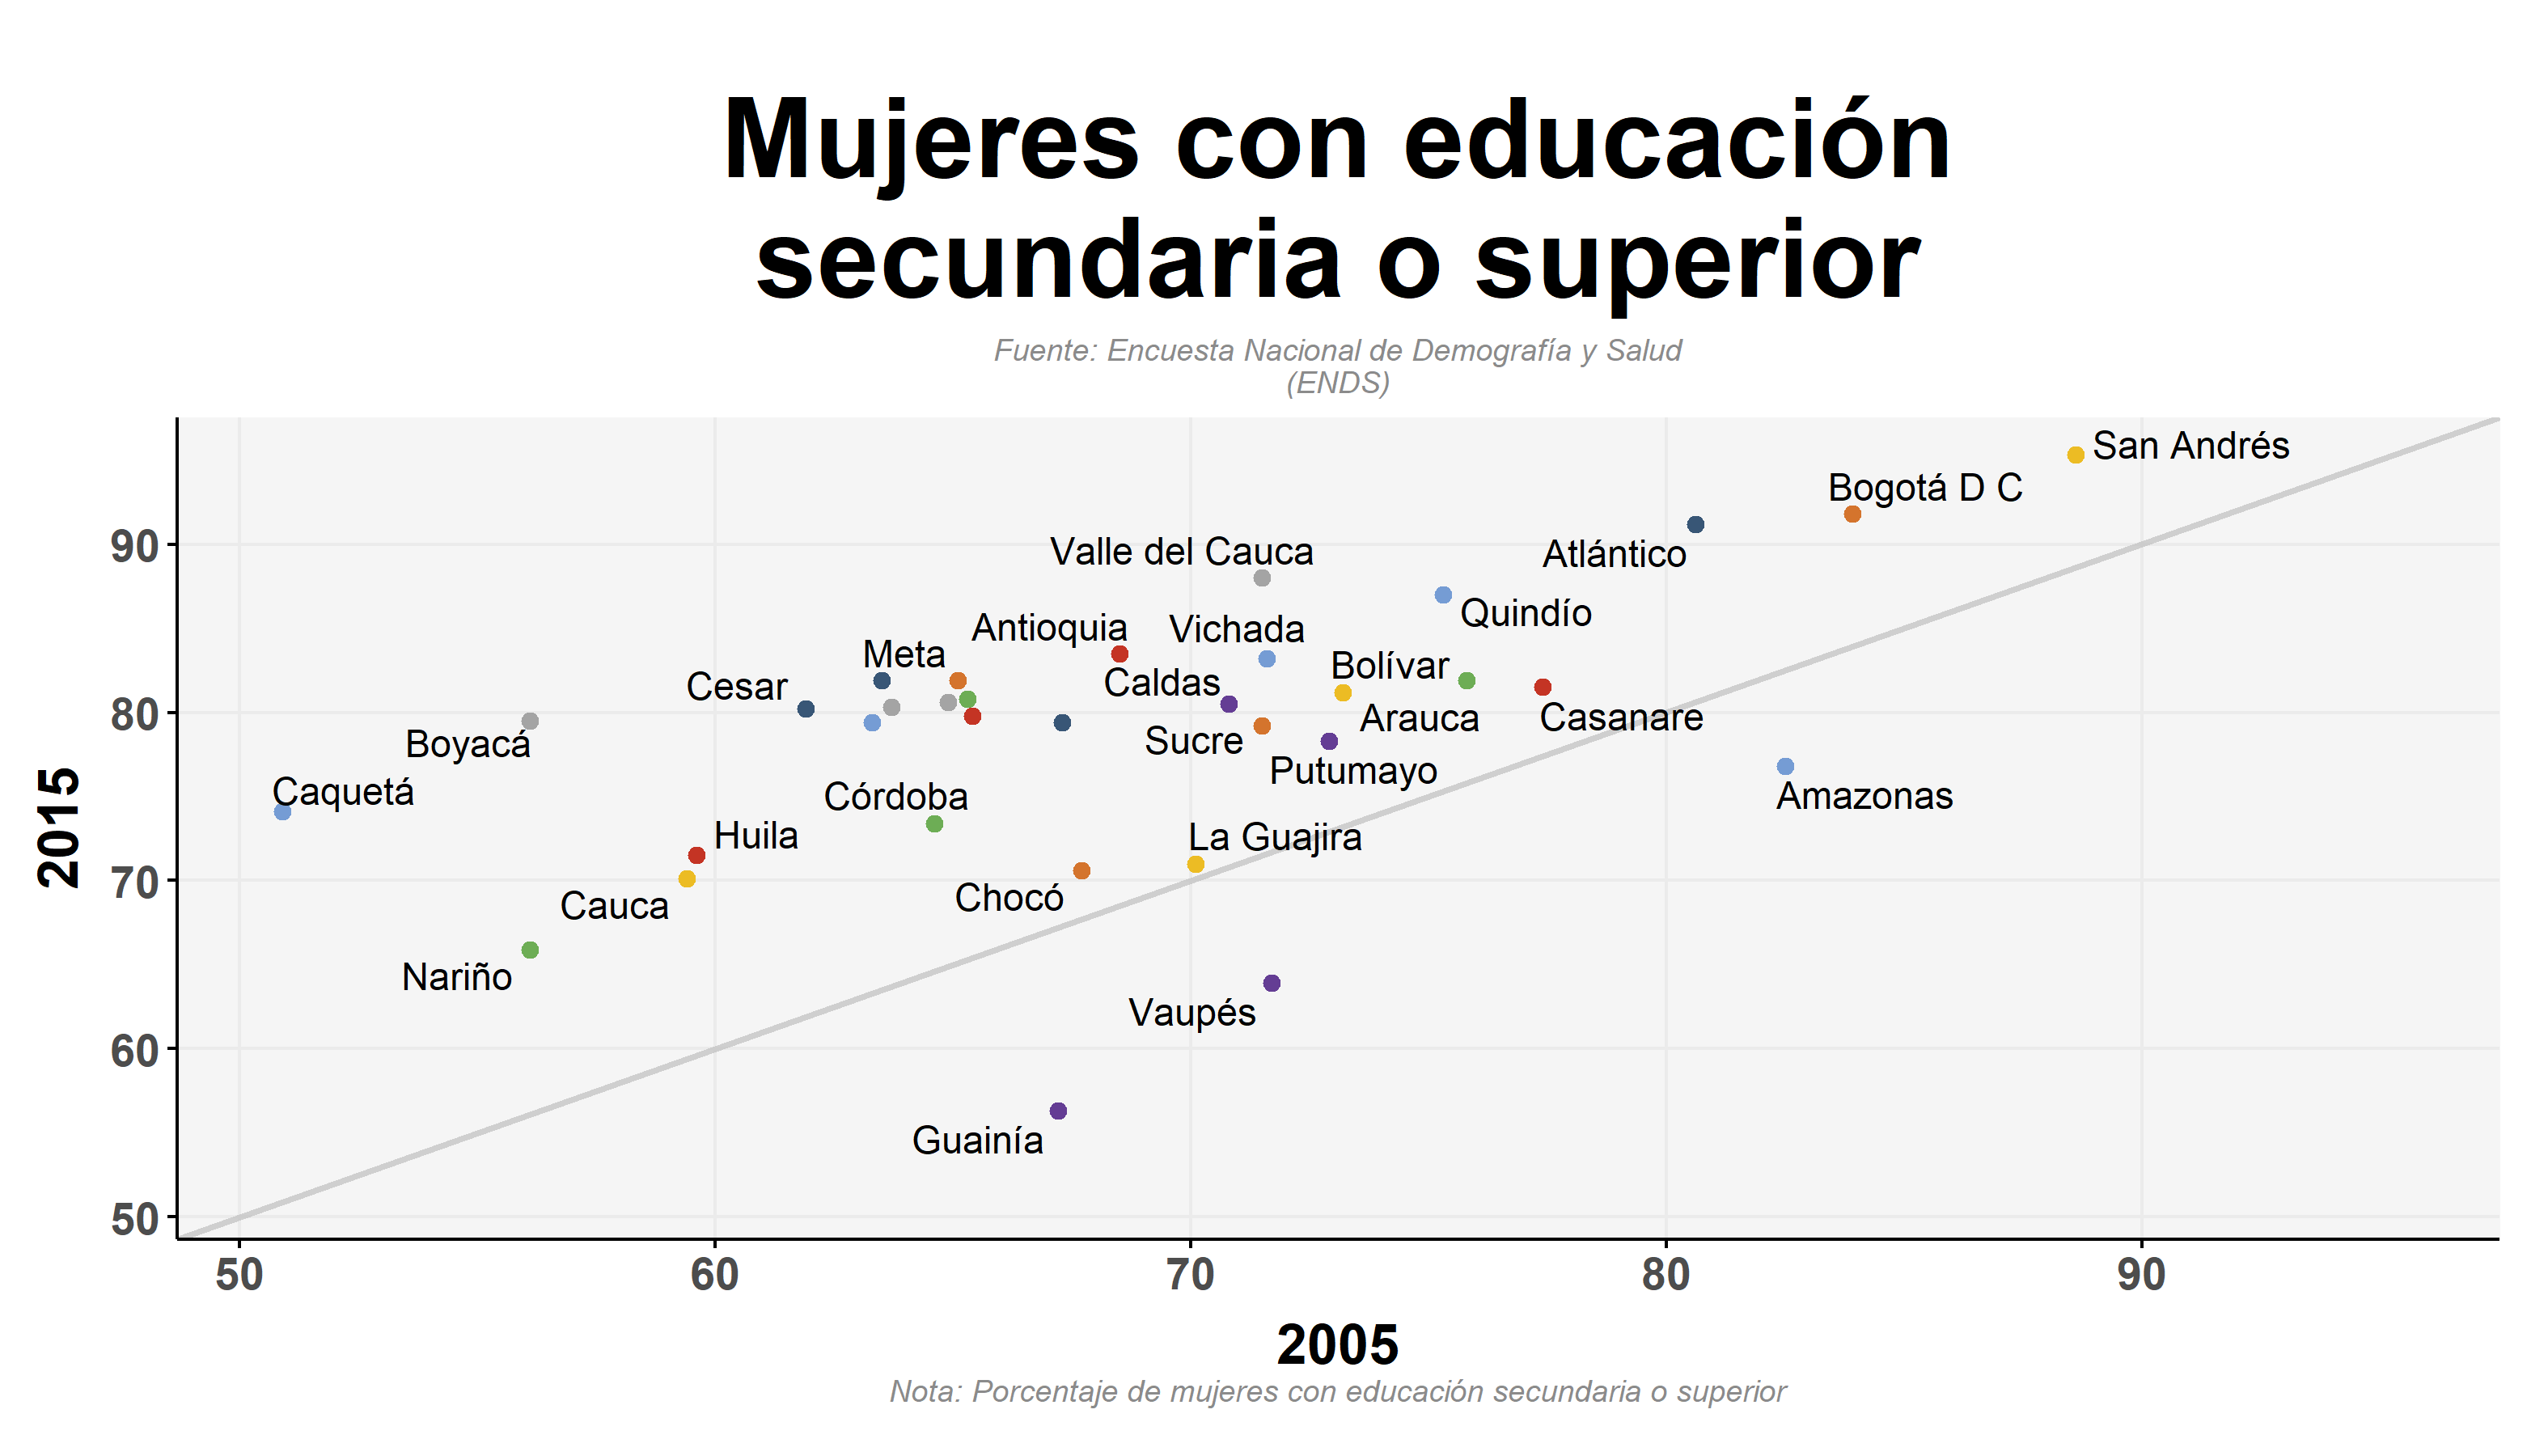 Mujeres con educación
secundaria o superior
Fuente: Encuesta Nacional de Demografía y Salud
(ENDS)
San Andrés
Bogotá D C
Valle del Cauca
Atlántico
Quindío
Antioquia
Vichada
Meta
Bolívar
Cesar
Caldas
Arauca
Casanare
Boyacá
Sucre
Putumayo
Caquetá
Córdoba
Amazonas
Huila
La Guajira
Chocó
Cauca
Nariño
Vaupés
Guainía
90
80
70
60
50
2015
50 60 70 80 90
2005
Nota: Porcentaje de mujeres con educación secundaria o superior